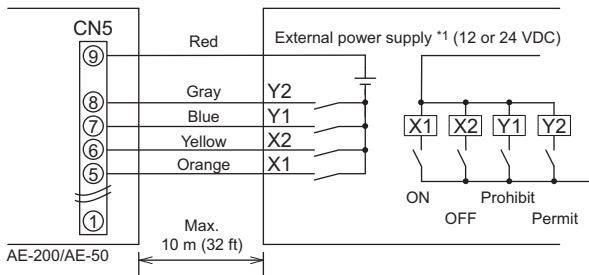 CN5
⑨ Red External power supply *1 (12 or 24 VDC)
⑧ Gray Y2
⑦ Blue Y1
⑥ Yellow X2
⑤ Orange X1
①
X1 X2 Y1 Y2
ON Prohibit
OFF Permit
AE-200/AE-50
Max.
10 m (32 ft)